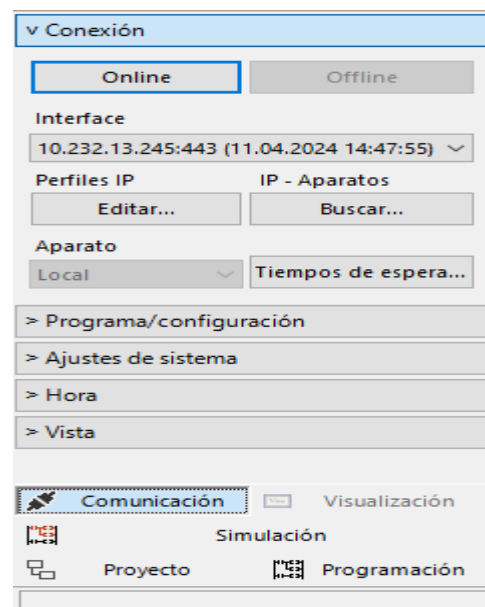 v Conexión
Online Offline
Interface
10.232.13.245:443 (11.04.2024 14:47:55)
Perfiles IP IP - Aparatos
Editar... Buscar...
Aparato
Local Tiempos de espera...
> Programa/configuración
> Ajustes de sistema
> Hora
> Vista
Comunicación Visualización
Simulación
Proyecto Programación